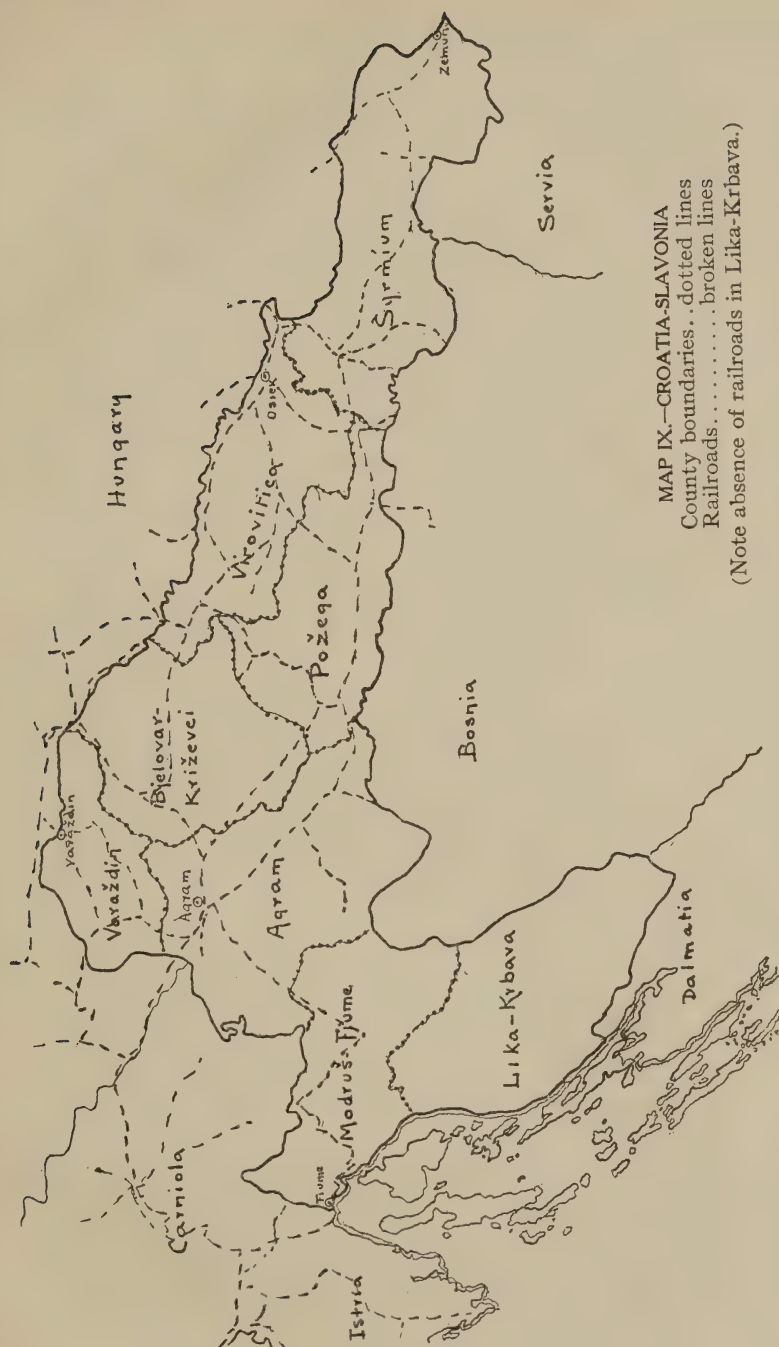 Hungary
Carniola
Istria
Varaždin
Varaždin
Agram
Agram
Bjelovar-
Križevci
Virovitica
Osiek
Požega
Syrmium
Zemun
Modruš-Fiume
Fiume
Lika-Krbava
Bosnia
Servia
Dalmatia
MAP IX.—CROATIA-SLAVONIA
County boundaries..dotted lines
Railroads...........broken lines
(Note absence of railroads in Lika-Krbava.)